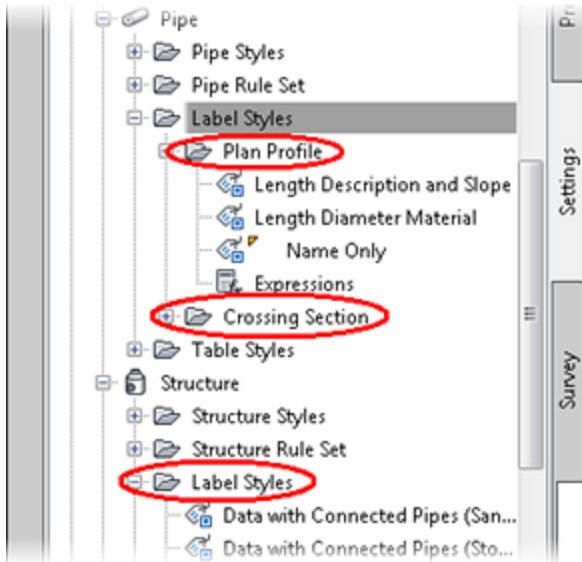 Pipe
Pipe Styles
Pipe Rule Set
Label Styles
Plan Profile
Length Description and Slope
Length Diameter Material
Name Only
Expressions
Crossing Section
Table Styles
Structure
Structure Styles
Structure Rule Set
Label Styles
Data with Connected Pipes (San...
Data with Connected Pipes (Sto...
Settings
Survey